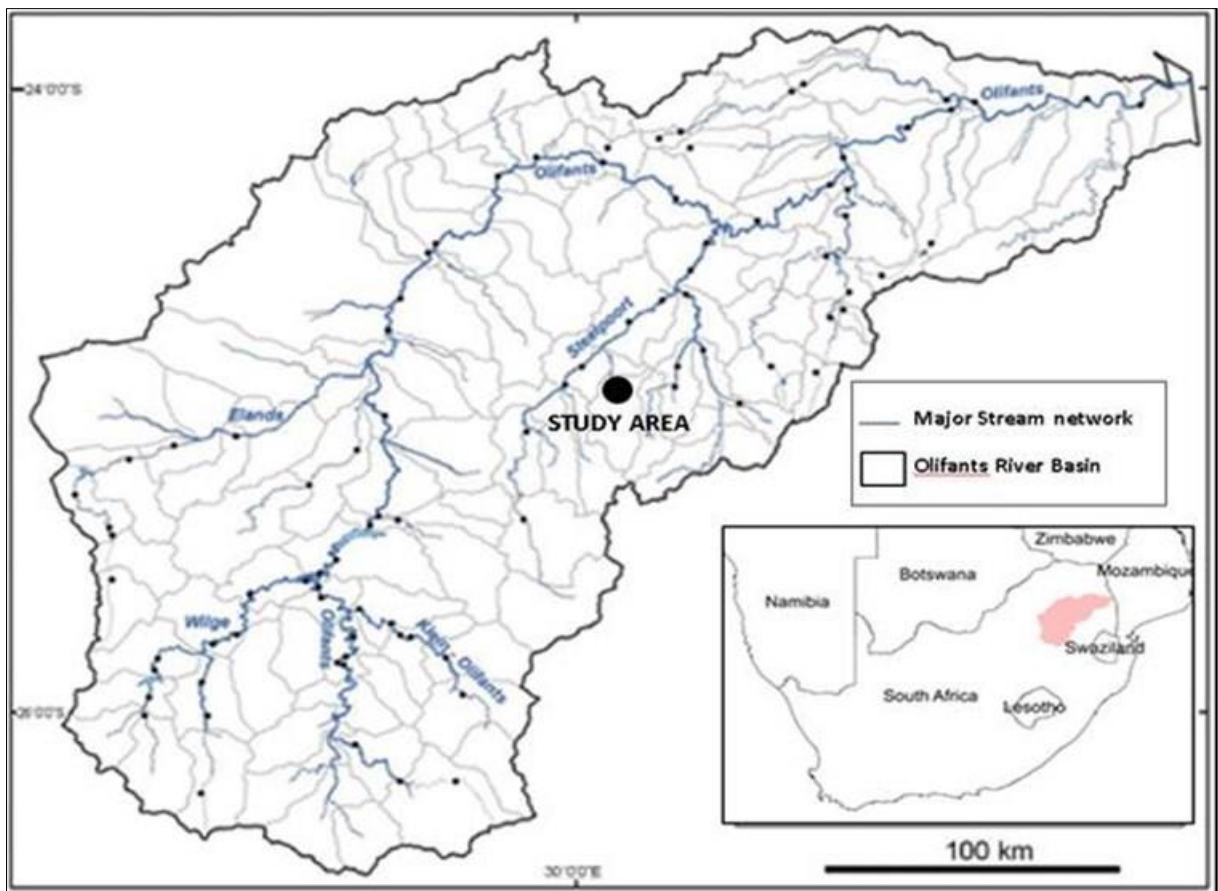 24°0'0"S
Olifants
Olifants
Steelpoort
Elands
STUDY AREA
Major Stream network
Olifants River Basin
Wilge
Olifants
Klein - Olifants
26°0'0"S
Zimbabwe
Botswana
Mozambique
Namibia
Swaziland
South Africa
Lesotho
100 km
30°0'0"E